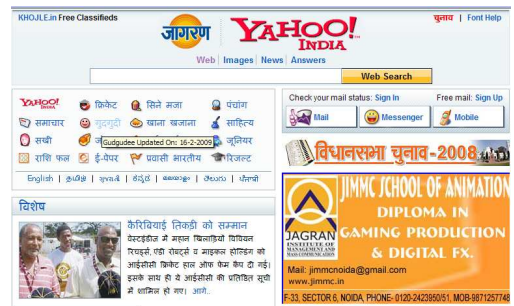 KHOJLE.in Free Classifieds
जागरण YAHOO! INDIA
चुनाव | Font Help
Web | Images | News | Answers
Web Search
YAHOO! INDIA क्रिकेट सिने मजा पंचांग
समाचार गुदगुदी खाना खजाना साहित्य
सखी जूनियर
Gudgudee Updated On: 16-2-2009
राशि फल ई-पेपर प्रवासी भारतीय रिजल्ट
English | தமிழ் | ગુજરાતી | ಕನ್ನಡ | മലയാളം | తెలుగు | ਪੰਜਾਬੀ
Check your mail status: Sign In Free mail: Sign Up
Mail Messenger Mobile
विधानसभा चुनाव-2008
विशेष
कैरिबियाई तिकड़ी को सम्मान
वेस्टइंडीज में महान खिलाड़ियों विवियन
रिचर्ड्स, एंडी रोबर्ट्स व माइकल होल्डिंग को
आईसीसी क्रिकेट हाल ऑफ फेम कैप दी गई।
इसके साथ ही ये आईसीसी की प्रतिष्ठित सूची
में शामिल हो गए। आगे..
JIMMC SCHOOL OF ANIMATION
DIPLOMA IN
GAMING PRODUCTION
& DIGITAL FX.
JAGRAN
INSTITUTE OF
MANAGEMENT AND
MASS COMMUNICATION
Mail: jimmcnoida@gmail.com
www.jimmc.in
F-33, SECTOR 6, NOIDA, PHONE- 0120-2423950/51, MOB-9871257748